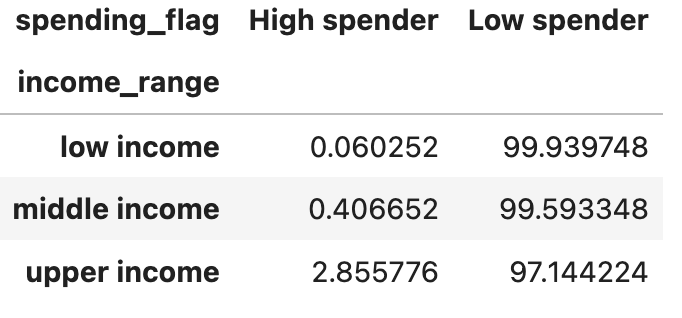 spending_flag High spender Low spender
income_range
low income 0.060252 99.939748
middle income 0.406652 99.593348
upper income 2.855776 97.144224